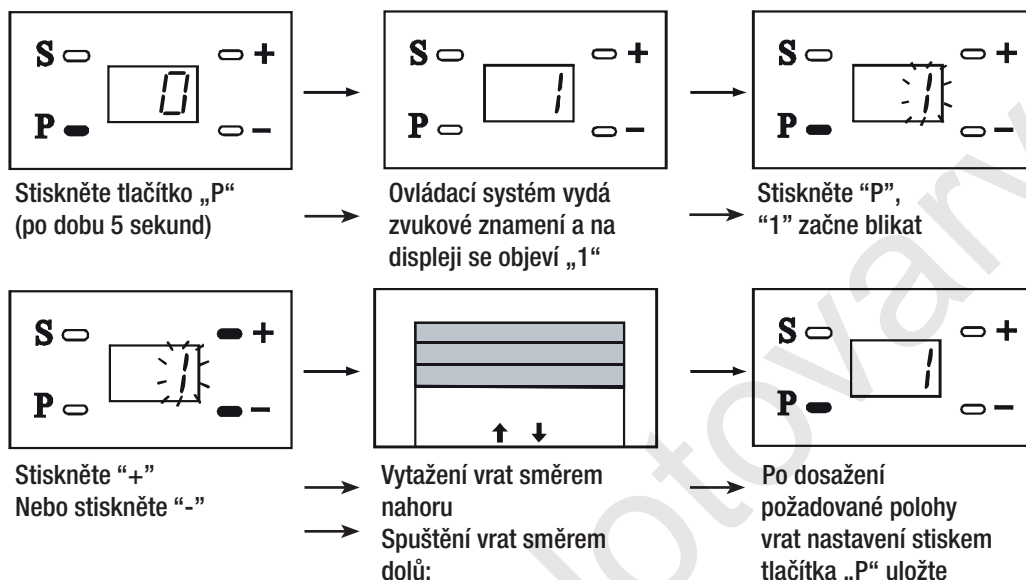 S +
0
P -
S +
1
P -
S +
1
P -
Stiskněte tlačítko „P“
(po dobu 5 sekund)
Ovládací systém vydá
zvukové znamení a na
displeji se objeví „1“
Stiskněte “P”,
“1” začne blikat
S +
1
P -
S +
1
P -
Stiskněte “+”
Nebo stiskněte “-”
Vytažení vrat směrem
nahoru
Spuštění vrat směrem
dolů:
Po dosažení
požadované polohy
vrat nastavení stiskem
tlačítka „P“ uložte